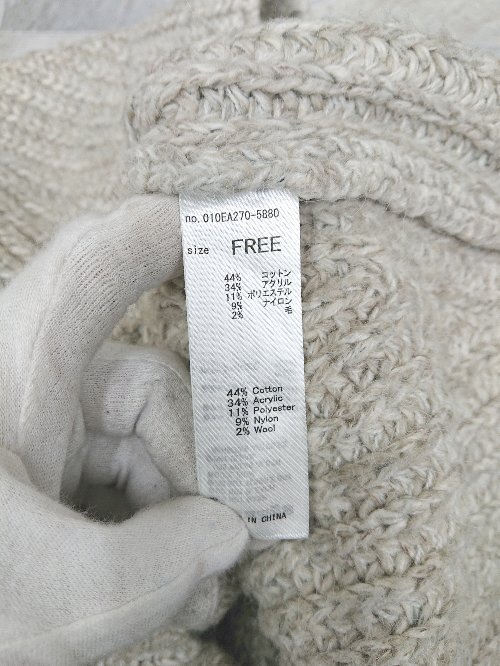 no. 010EA270-5880
size FREE
44% コットン
34% アクリル
11% ポリエステル
9% ナイロン
2% 毛
44% Cotton
34% Acrylic
11% Polyester
9% Nylon
2% Wool
IN CHINA